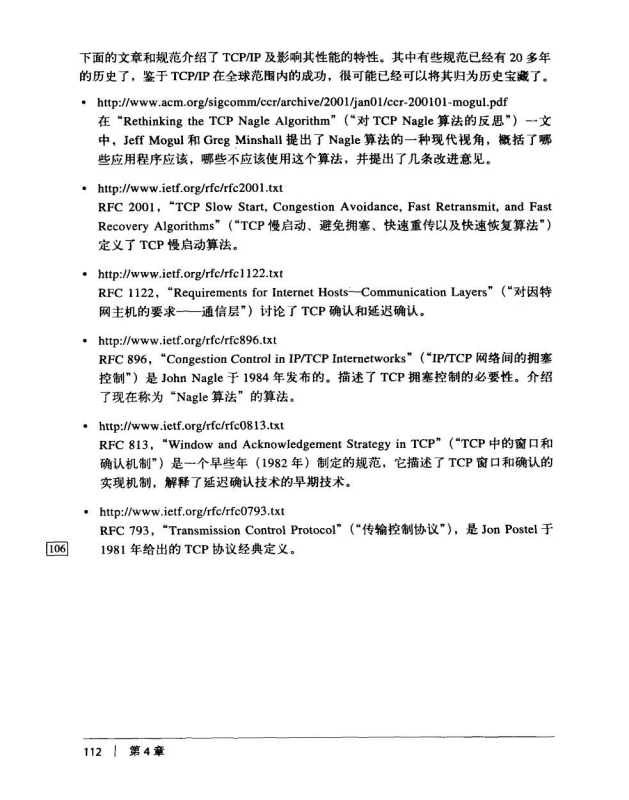 下面的文章和规范介绍了 TCP/IP 及影响其性能的特性。其中有些规范已经有 20 多年
的历史了，鉴于 TCP/IP 在全球范围内的成功，很可能已经可以将其归为历史宝藏了。
• http://www.acm.org/sigcomm/ccr/archive/2001/jan01/ccr-200101-mogul.pdf
在“Rethinking the TCP Nagle Algorithm”（“对 TCP Nagle 算法的反思”）一文
中，Jeff Mogul 和 Greg Minshall 提出了 Nagle 算法的一种现代视角，概括了哪
些应用程序应该，哪些不应该使用这个算法，并提出了几条改进意见。
• http://www.ietf.org/rfc/rfc2001.txt
RFC 2001，“TCP Slow Start, Congestion Avoidance, Fast Retransmit, and Fast
Recovery Algorithms”（“TCP 慢启动、避免拥塞、快速重传以及快速恢复算法”）
定义了 TCP 慢启动算法。
• http://www.ietf.org/rfc/rfc1122.txt
RFC 1122，“Requirements for Internet Hosts—Communication Layers”（“对因特
网主机的要求——通信层”）讨论了 TCP 确认和延迟确认。
• http://www.ietf.org/rfc/rfc896.txt
RFC 896，“Congestion Control in IP/TCP Internetworks”（“IP/TCP 网络间的拥塞
控制”）是 John Nagle 于 1984 年发布的。描述了 TCP 拥塞控制的必要性。介绍
了现在称为“Nagle 算法”的算法。
• http://www.ietf.org/rfc/rfc0813.txt
RFC 813，“Window and Acknowledgement Strategy in TCP”（“TCP 中的窗口和
确认机制”）是一个早些年（1982 年）制定的规范，它描述了 TCP 窗口和确认的
实现机制，解释了延迟确认技术的早期技术。
• http://www.ietf.org/rfc/rfc0793.txt
RFC 793，“Transmission Control Protocol”（“传输控制协议”），是 Jon Postel 于
106 1981 年给出的 TCP 协议经典定义。
112 | 第 4 章